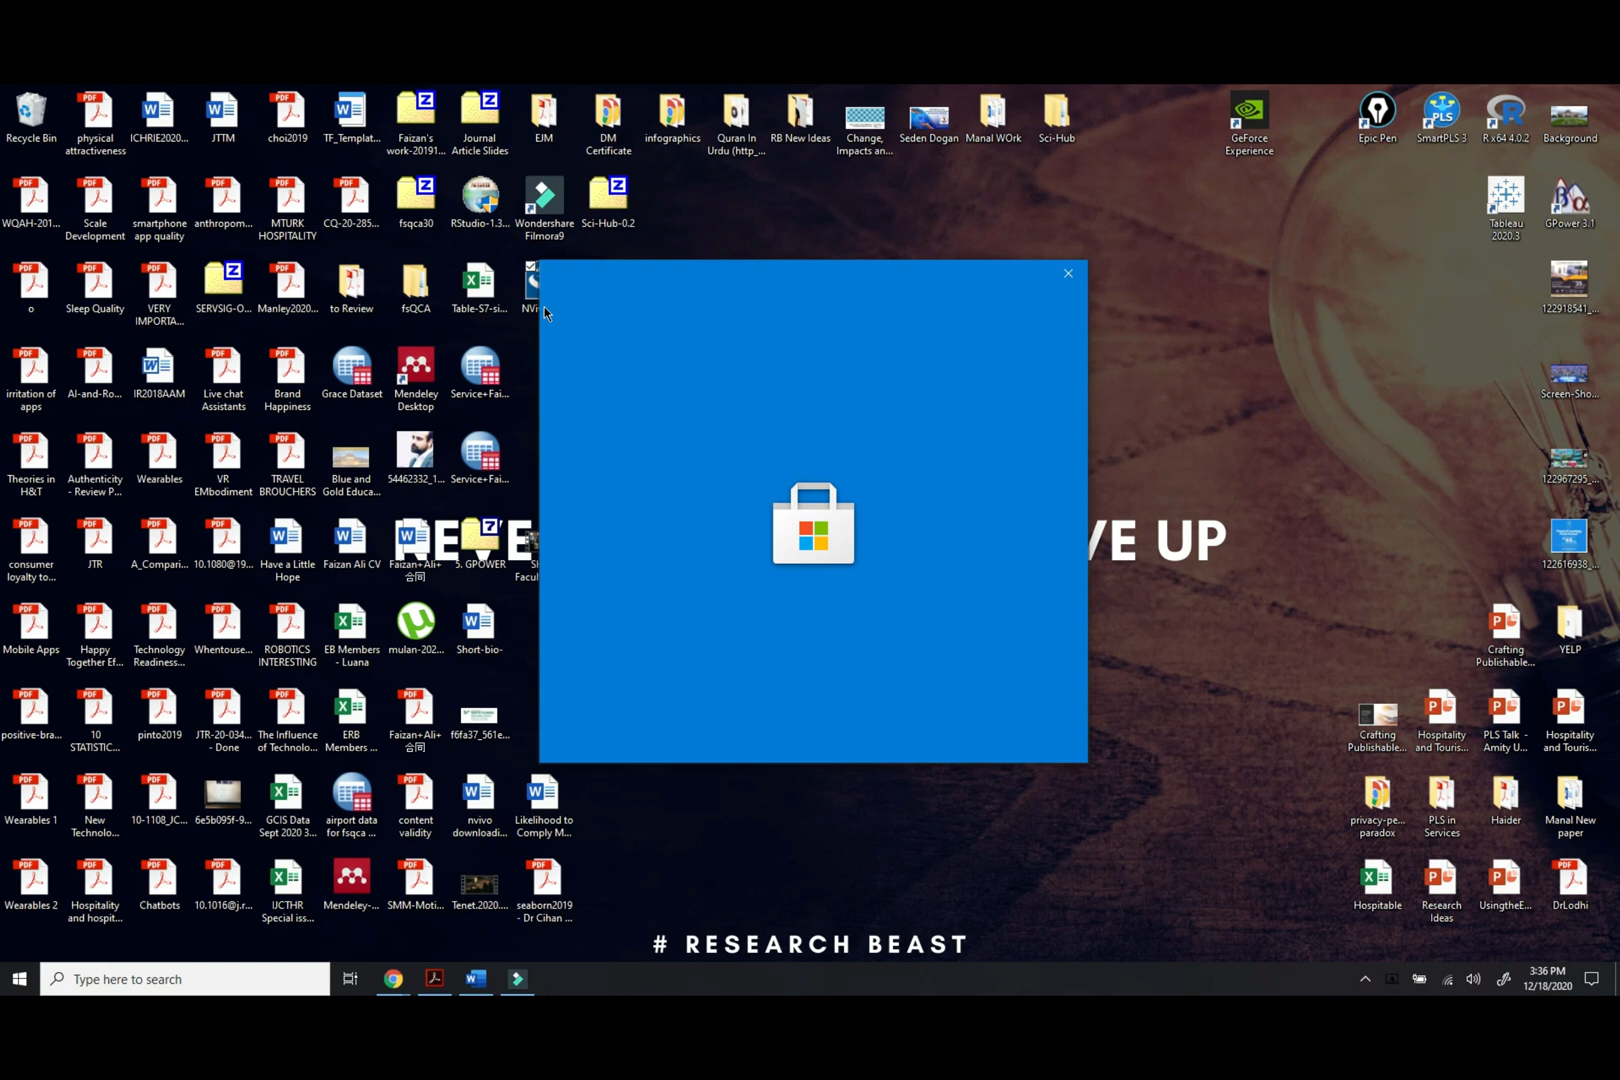 Recycle Bin
physical attractiveness
ICHRIE2020...
JTTM
choi2019
TF_Templat...
Faizan's work-20191...
Journal Article Slides
EJM
DM Certificate
infographics
Quran In Urdu (http_...
RB New Ideas
Change, Impacts an...
Seden Dogan
Manal WOrk
Sci-Hub
GeForce Experience
Epic Pen
SmartPLS 3
R x64 4.0.2
Background
WQAH-201...
Scale Development
smartphone app quality
anthropom...
MTURK HOSPITALITY
CQ-20-285...
fsqca30
RStudio-1.3...
Wondershare Filmora9
Sci-Hub-0.2
Tableau 2020.3
GPower 3.1
o
Sleep Quality
VERY IMPORTA...
SERVSIG-O...
Manley2020...
to Review
fsQCA
Table-S7-si...
122918541_...
irritation of apps
AI-and-Ro...
IR2018AAM
Live chat Assistants
Brand Happiness
Grace Dataset
Mendeley Desktop
Service+Fai...
Screen-Sho...
Theories in H&T
Authenticity - Review P...
Wearables
VR EMbodiment
TRAVEL BROUCHERS
Blue and Gold Educa...
54462332_1...
Service+Fai...
122967295_...
VE UP
consumer loyalty to...
JTR
A_Compari...
10.1080@19...
Have a Little Hope
Faizan Ali CV
Faizan+Ali+合同
5. GPOWER
122616938_...
Mobile Apps
Happy Together Ef...
Technology Readiness...
Whentouse...
ROBOTICS INTERESTING
EB Members - Luana
mulan-202...
Short-bio-
Crafting Publishable...
YELP
positive-bra...
10 STATISTIC...
pinto2019
JTR-20-034... - Done
The Influence of Technolo...
ERB Members ...
Faizan+Ali+合同
f6fa37_561e...
Crafting Publishable...
Hospitality and Touris...
PLS Talk - Amity U...
Hospitality and Touris...
Wearables 1
New Technolo...
10-1108_JC...
6e5b095f-9...
GCIS Data Sept 2020 3...
airport data for fsqca ...
content validity
nvivo downloadi...
Likelihood to Comply M...
privacy-pe... paradox
PLS in Services
Haider
Manal New paper
Wearables 2
Hospitality and hospit...
Chatbots
10.1016@j.r...
IJCTHR Special iss...
Mendeley-...
SMM-Moti...
Tenet.2020....
seaborn2019 - Dr Cihan ...
Hospitable
Research Ideas
UsingtheE...
DrLodhi
# RESEARCH BEAST
Type here to search
3:36 PM
12/18/2020